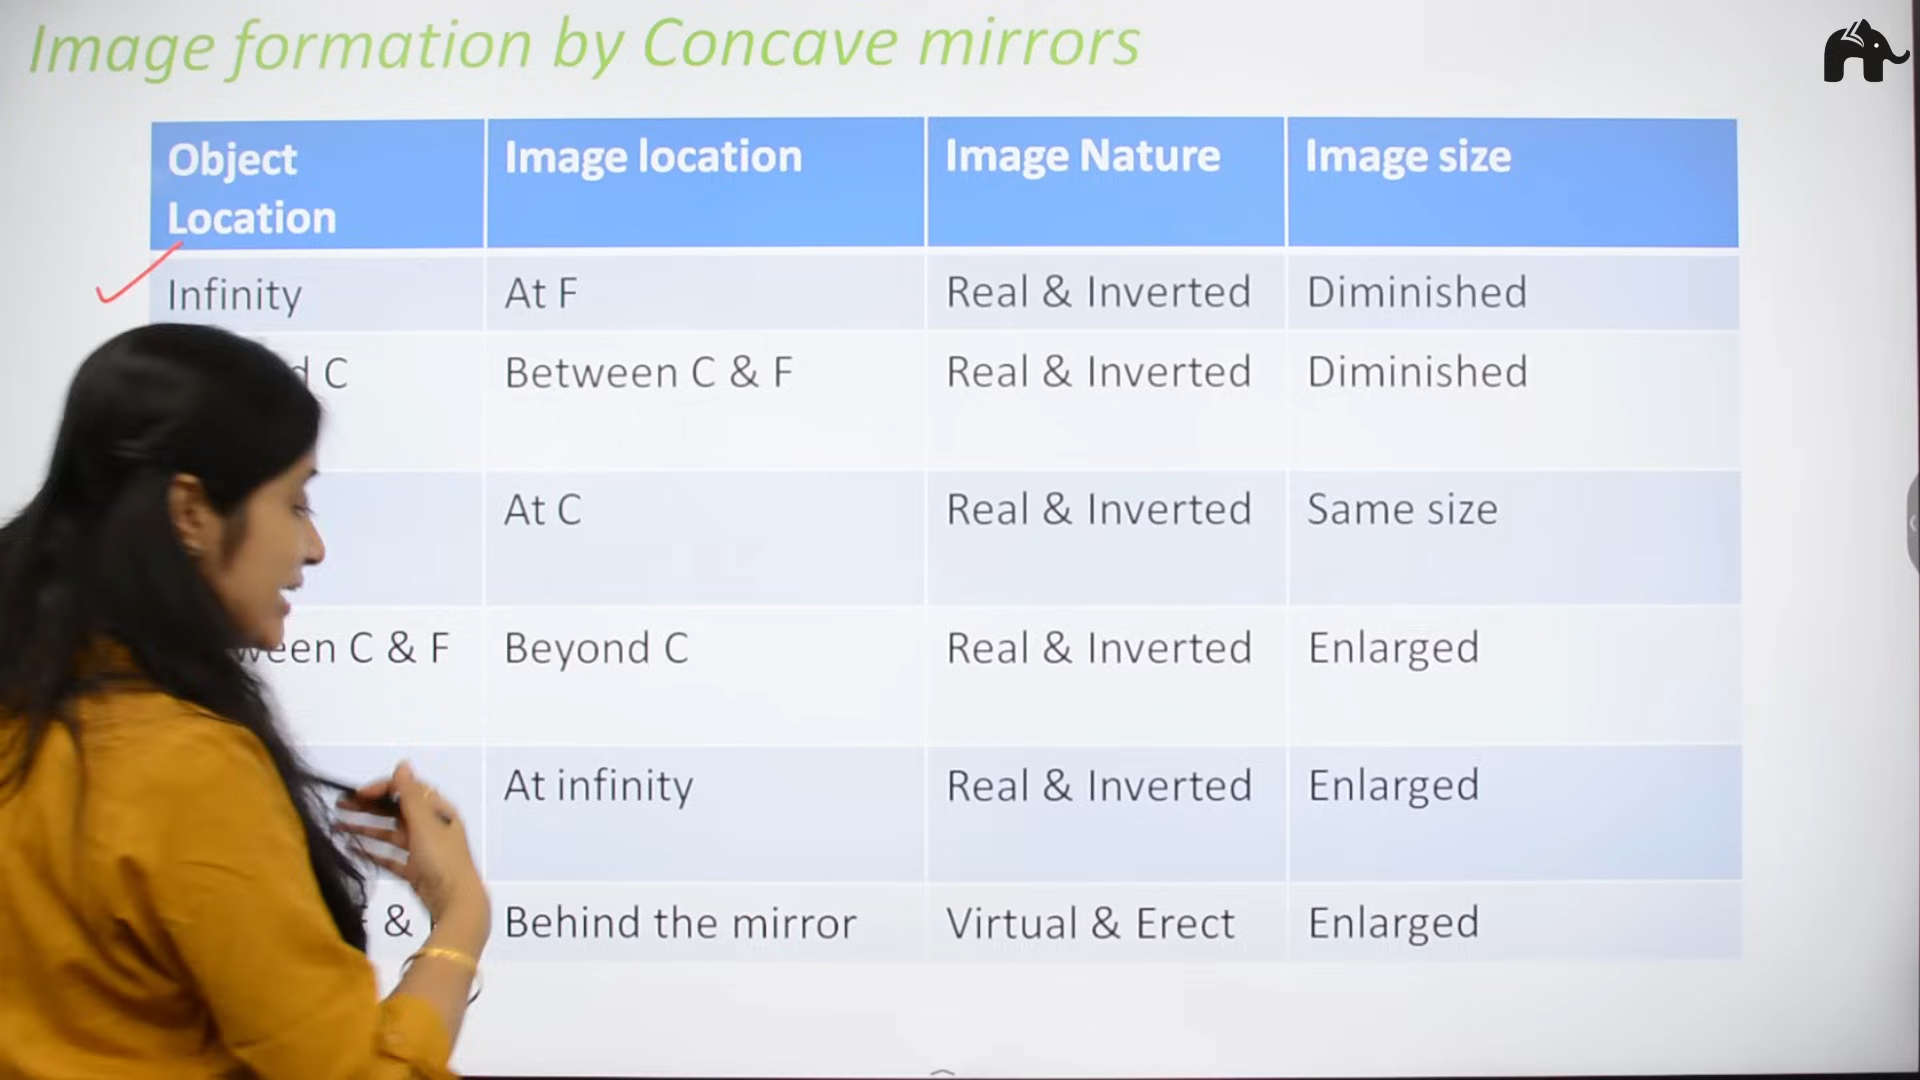 Image formation by Concave mirrors
Object Location	Image location	Image Nature	Image size
Infinity	At F	Real & Inverted	Diminished
C	Between C & F	Real & Inverted	Diminished
At C	Real & Inverted	Same size
C & F	Beyond C	Real & Inverted	Enlarged
At infinity	Real & Inverted	Enlarged
&	Behind the mirror	Virtual & Erect	Enlarged